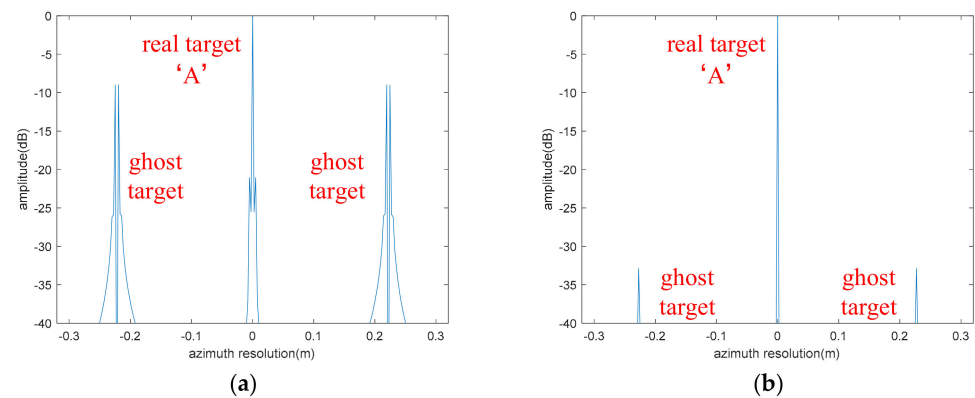 0
-5
-10
-15
-20
-25
-30
-35
-40
amplitude(dB)
real target
‘A’
ghost
target
ghost
target
-0.3
-0.2
-0.1
0
0.1
0.2
0.3
azimuth resolution(m)
(a)
0
-5
-10
-15
-20
-25
-30
-35
-40
amplitude(dB)
real target
‘A’
ghost
target
ghost
target
-0.3
-0.2
-0.1
0
0.1
0.2
0.3
azimuth resolution(m)
(b)